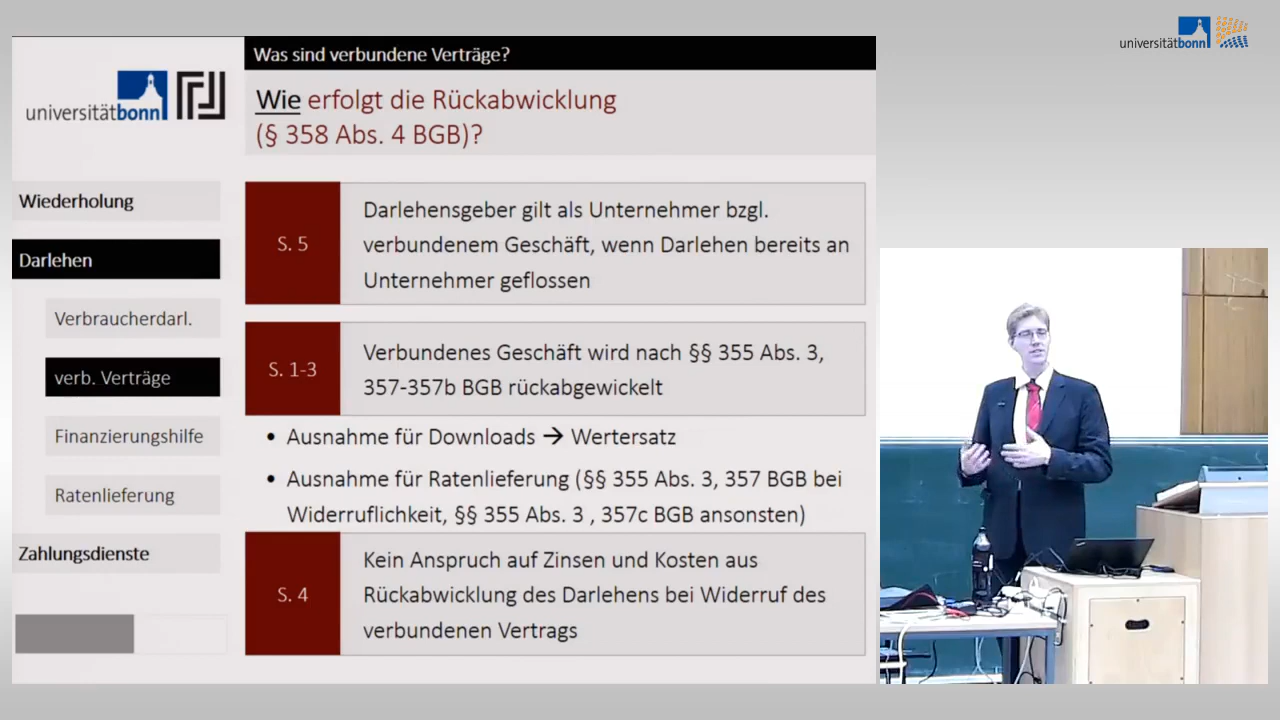 universitätbonn
Was sind verbundene Verträge?
universitätbonn
Wie erfolgt die Rückabwicklung
(§ 358 Abs. 4 BGB)?
Wiederholung
Darlehen
Verbraucherdarl.
verb. Verträge
Finanzierungshilfe
Ratenlieferung
Zahlungsdienste
S. 5
Darlehensgeber gilt als Unternehmer bzgl.
verbundenem Geschäft, wenn Darlehen bereits an
Unternehmer geflossen
S. 1-3
Verbundenes Geschäft wird nach §§ 355 Abs. 3,
357-357b BGB rückabgewickelt
• Ausnahme für Downloads → Wertersatz
• Ausnahme für Ratenlieferung (§§ 355 Abs. 3, 357 BGB bei
Widerruflichkeit, §§ 355 Abs. 3 , 357c BGB ansonsten)
S. 4
Kein Anspruch auf Zinsen und Kosten aus
Rückabwicklung des Darlehens bei Widerruf des
verbundenen Vertrags